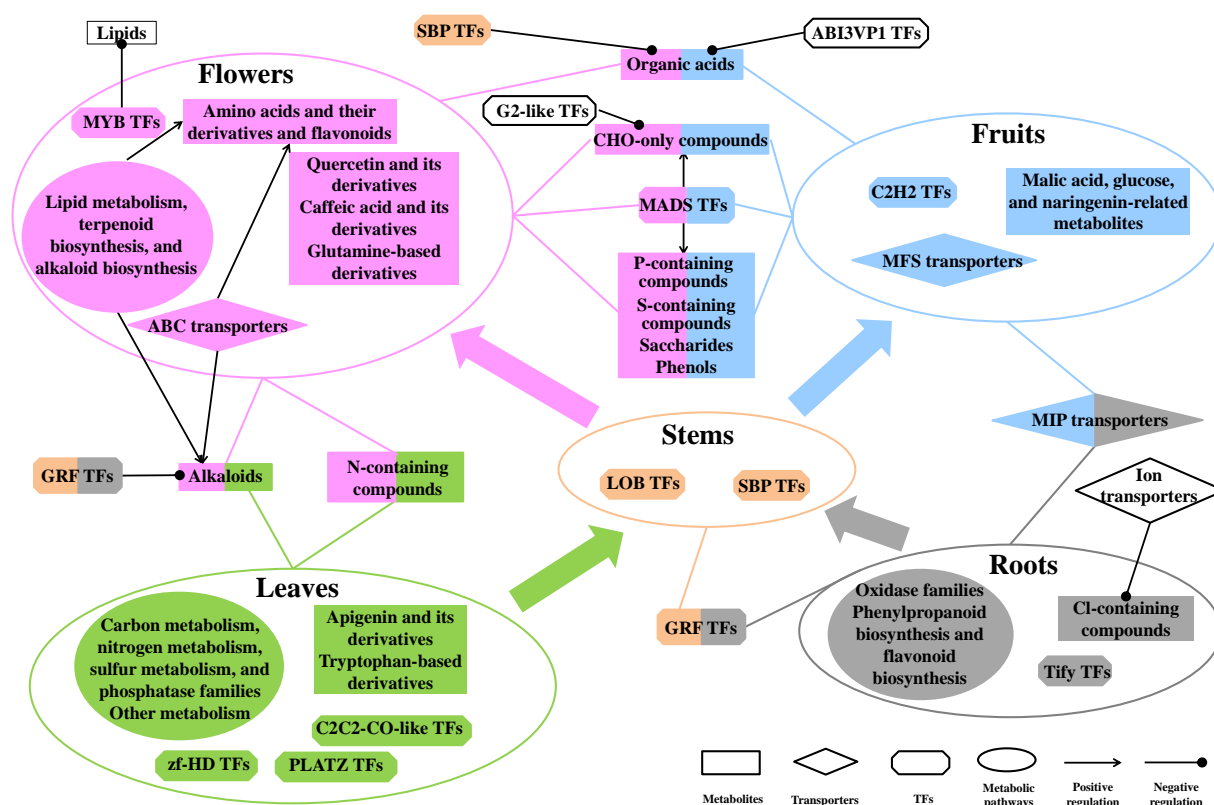 Lipids
SBP TFs
ABI3VP1 TFs
Organic acids
Flowers
MYB TFs
Amino acids and their
derivatives and flavonoids
G2-like TFs
CHO-only compounds
Quercetin and its
derivatives
Caffeic acid and its
derivatives
Glutamine-based
derivatives
Lipid metabolism,
terpenoid
biosynthesis, and
alkaloid biosynthesis
ABC transporters
MADS TFs
P-containing
compounds
S-containing
compounds
Saccharides
Phenols
Fruits
C2H2 TFs
Malic acid, glucose,
and naringenin-related
metabolites
MFS transporters
MIP transporters
Stems
LOB TFs
SBP TFs
GRF TFs
Alkaloids
N-containing
compounds
Ion
transporters
Leaves
Carbon metabolism,
nitrogen metabolism,
sulfur metabolism, and
phosphatase families
Other metabolism
Apigenin and its
derivatives
Tryptophan-based
derivatives
C2C2-CO-like TFs
zf-HD TFs
PLATZ TFs
GRF TFs
Roots
Oxidase families
Phenylpropanoid
biosynthesis and
flavonoid
biosynthesis
Cl-containing
compounds
Tify TFs
Metabolites
Transporters
TFs
Metabolic
pathways
Positive
regulation
Negative
regulation